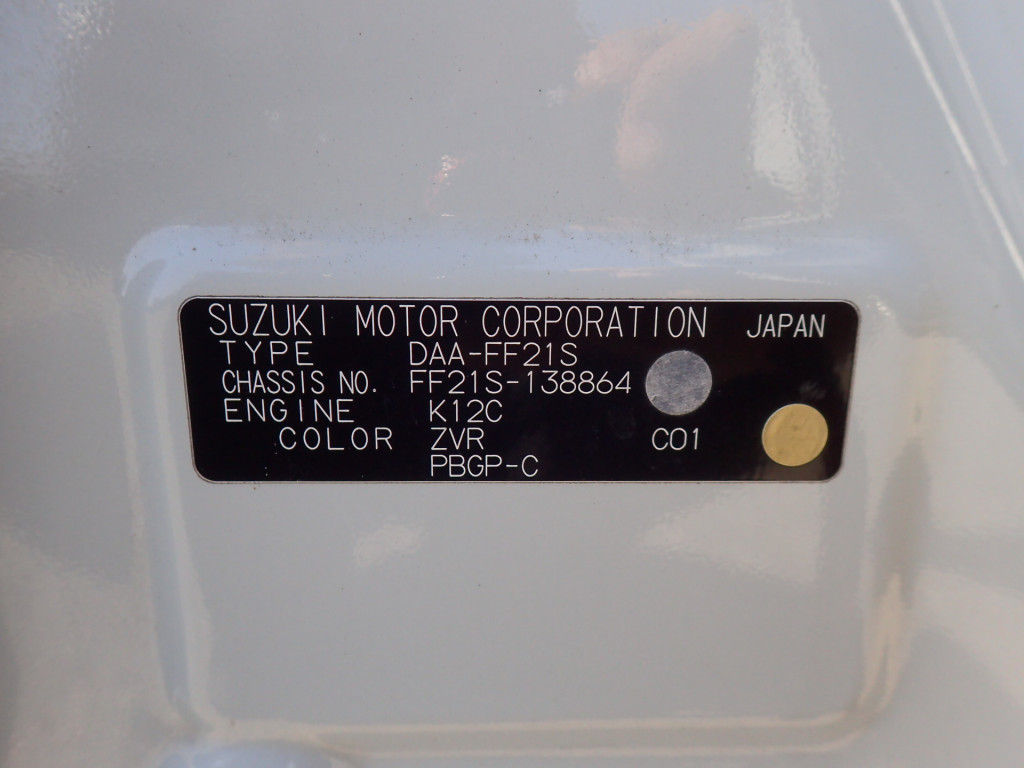 SUZUKI MOTOR CORPORATION JAPAN
TYPE DAA-FF21S
CHASSIS NO. FF21S-138864
ENGINE K12C
COLOR ZVR C01
PBGP-C